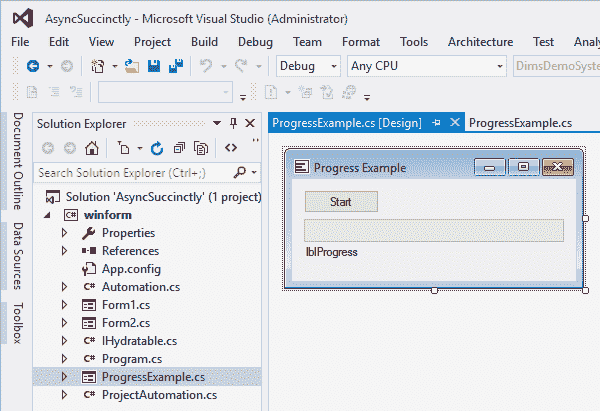 AsyncSuccinctly - Microsoft Visual Studio (Administrator)
File Edit View Project Build Debug Team Format Tools Architecture Test Analy
Debug Any CPU DimsDemoSyste
Document Outline
Data Sources
Toolbox
Solution Explorer
Search Solution Explorer (Ctrl+;)
Solution 'AsyncSuccinctly' (1 project)
winform
Properties
References
App.config
C# Automation.cs
Form1.cs
Form2.cs
C# IHydratable.cs
C# Program.cs
ProgressExample.cs
C# ProjectAutomation.cs
ProgressExample.cs [Design] ProgressExample.cs
Progress Example
Start
lblProgress